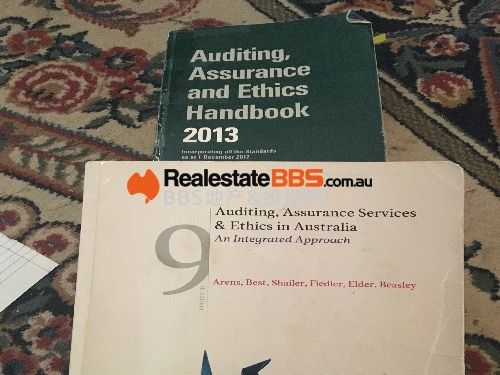 Auditing,
Assurance
and Ethics
Handbook
2013
Incorporating all the Standards
as at 1 December 2012
RealestateBBS.com.au
Auditing, Assurance Services
& Ethics in Australia
An Integrated Approach
9
edition
Arens, Best, Shailer, Fiedler, Elder, Beasley